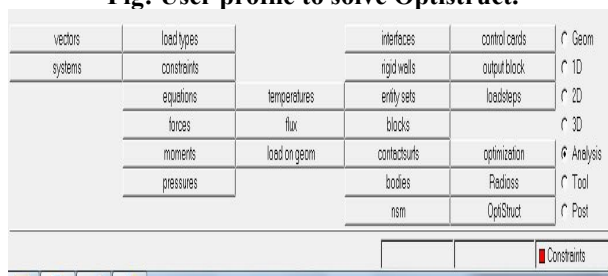 Fig: User profile to solve Optistruct.
vectors load types interfaces control cards Geom
systems constraints rigid walls output block 1D
equations temperatures entity sets loadsteps 2D
forces flux blocks 3D
moments load on geom contactsurfs optimization Analysis
pressures bodies Radioss Tool
nsm OptiStruct Post
Constraints